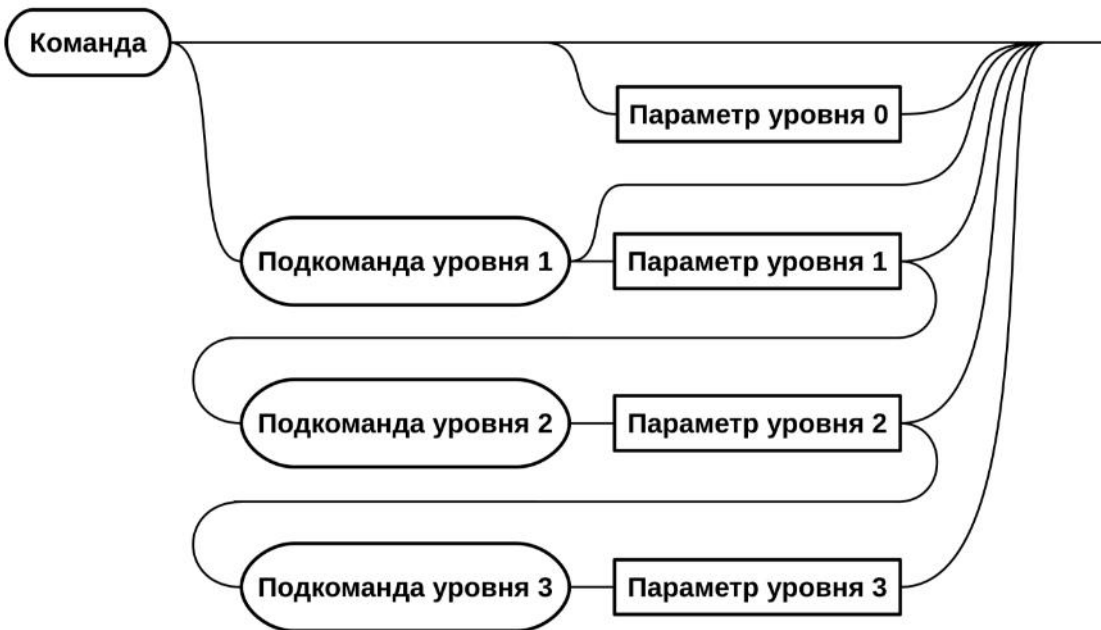 Команда
Параметр уровня 0
Подкоманда уровня 1
Параметр уровня 1
Подкоманда уровня 2
Параметр уровня 2
Подкоманда уровня 3
Параметр уровня 3